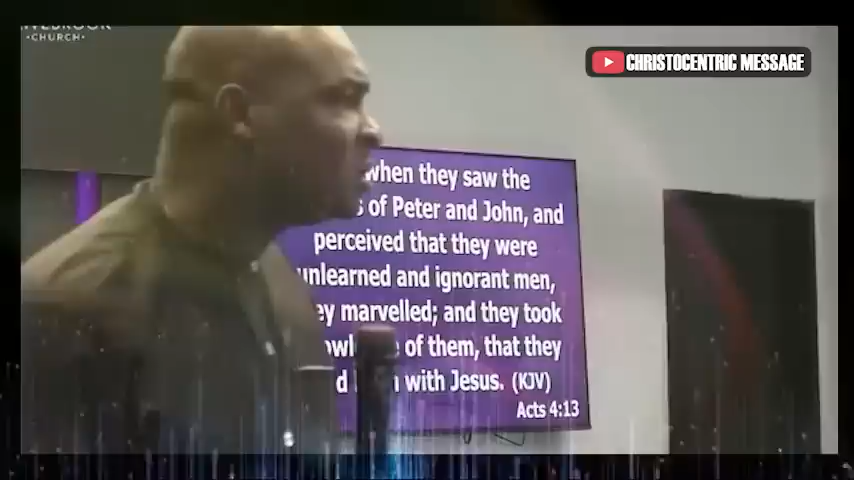 CHURCH
CHRISTOCENTRIC MESSAGE
when they saw the
of Peter and John, and
perceived that they were
unlearned and ignorant men,
marvelled; and they took
of them, that they
with Jesus. (KJV)
Acts 4:13